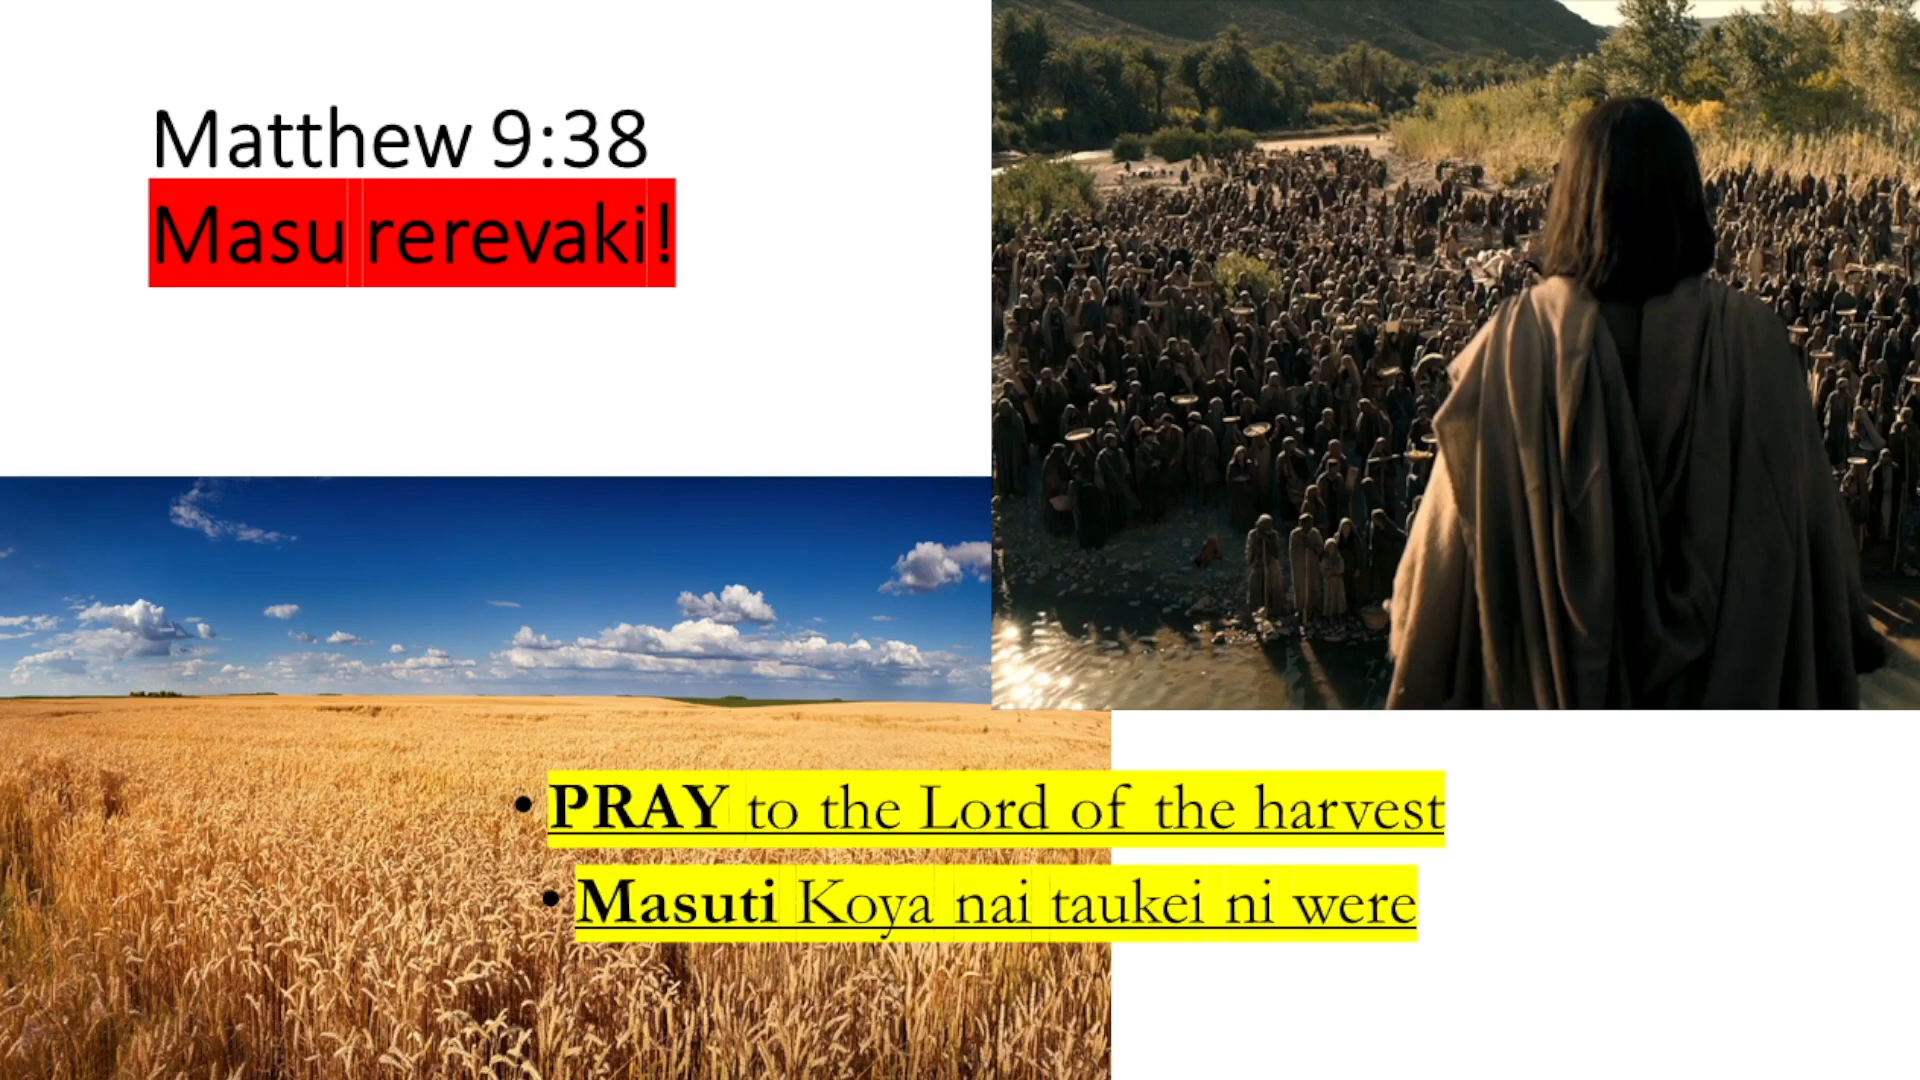 Matthew 9:38
Masu rerevaki!
• PRAY to the Lord of the harvest
• Masuti Koya nai taukei ni were